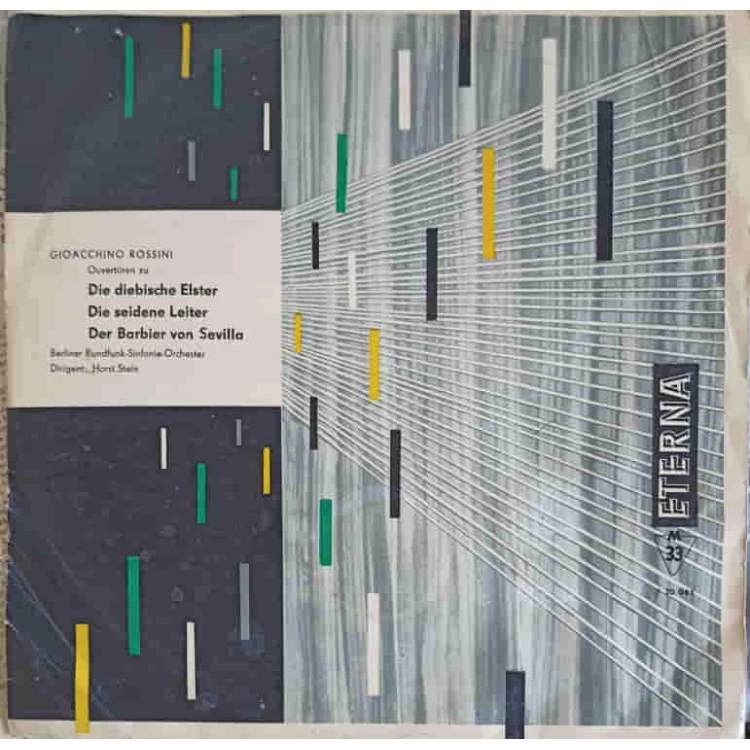 GIOACCHINO ROSSINI
Ouvertüren zu
Die diebische Elster
Die seidene Leiter
Der Barbier von Sevilla
Berliner Rundfunk-Sinfonie-Orchester
Dirigent: Horst Stein
ETERNA
M
33